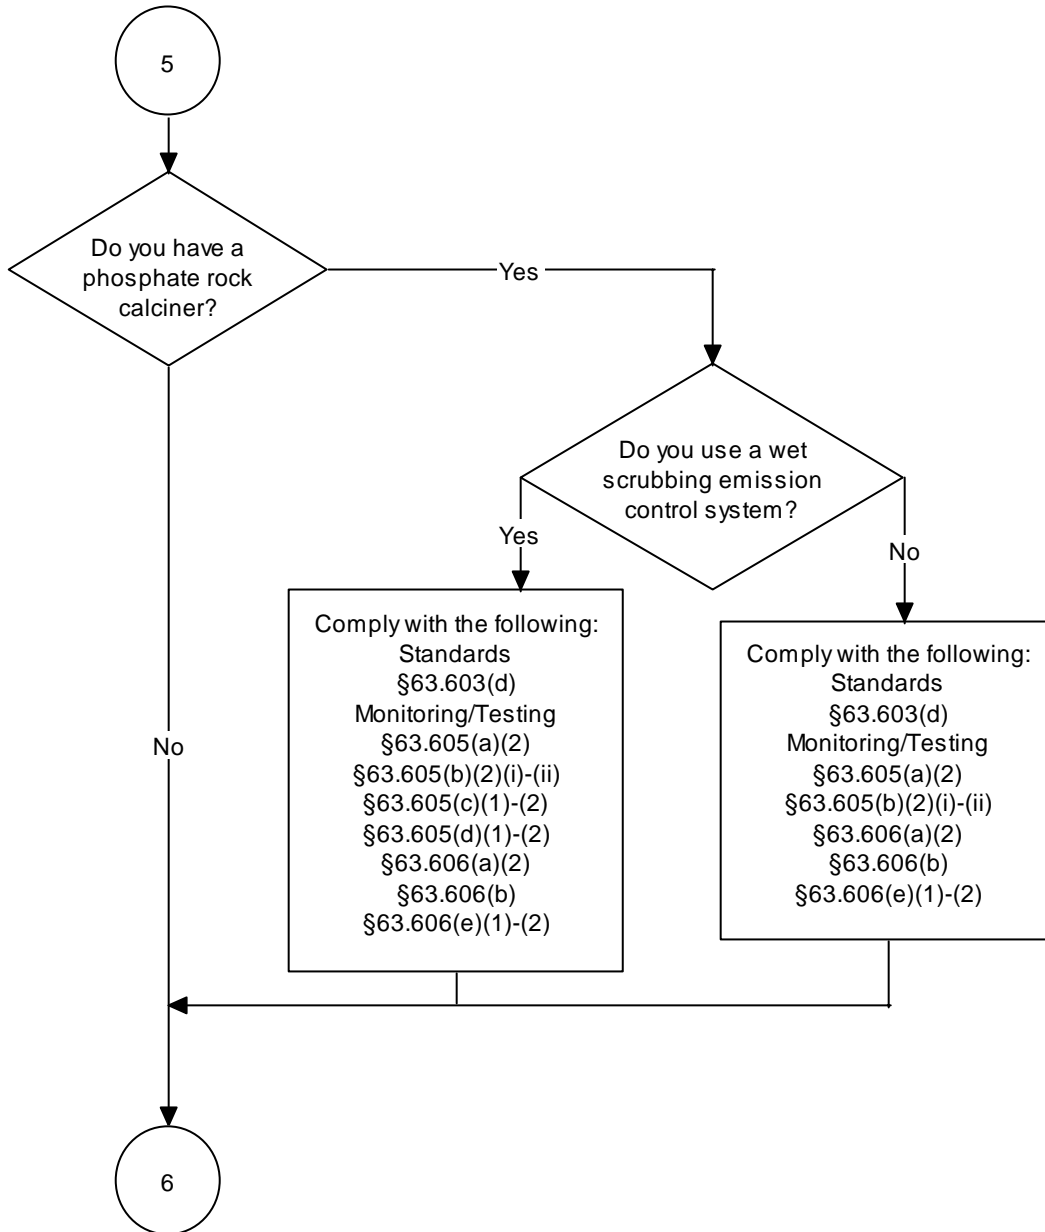 5
Do you have a
phosphate rock
calciner?
Yes
Do you use a wet
scrubbing emission
control system?
Yes
No
Comply with the following:
Standards
§63.603(d)
Monitoring/Testing
§63.605(a)(2)
§63.605(b)(2)(i)-(ii)
§63.605(c)(1)-(2)
§63.605(d)(1)-(2)
§63.606(a)(2)
§63.606(b)
§63.606(e)(1)-(2)
Comply with the following:
Standards
§63.603(d)
Monitoring/Testing
§63.605(a)(2)
§63.605(b)(2)(i)-(ii)
§63.606(a)(2)
§63.606(b)
§63.606(e)(1)-(2)
No
6